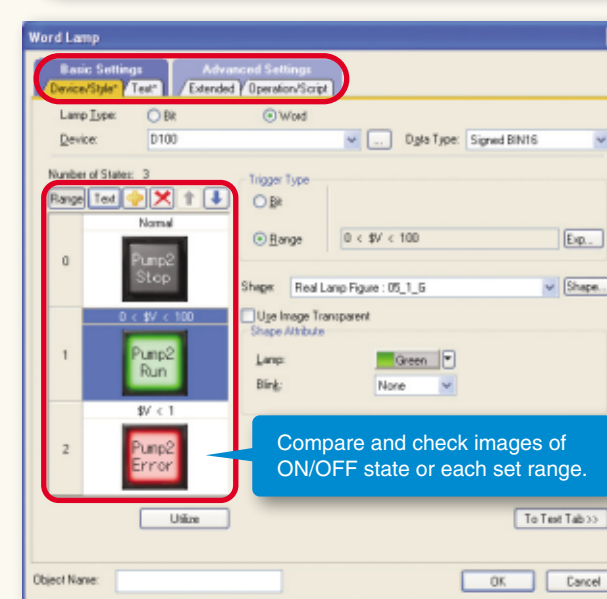 Word Lamp
Basic Settings Advanced Settings
Device/Style* Text* Extended Operation/Script
Lamp Type: Bit Word
Device: D100 ... Data Type: Signed BIN16
Number of States: 3
Range Text
Trigger Type
Normal
Bit
0
Pump2
Stop
Range 0 < $V < 100 Exp...
Shape: Real Lamp Figure : 05_1_G Shape...
0 < $V < 100
Use Image Transparent
Shape Attribute
1
Pump2
Run
Lamp: Green
Blink: None
$V < 1
2
Pump2
Error
Compare and check images of
ON/OFF state or each set range.
Utilize To Text Tab >>
Object Name: OK Cancel